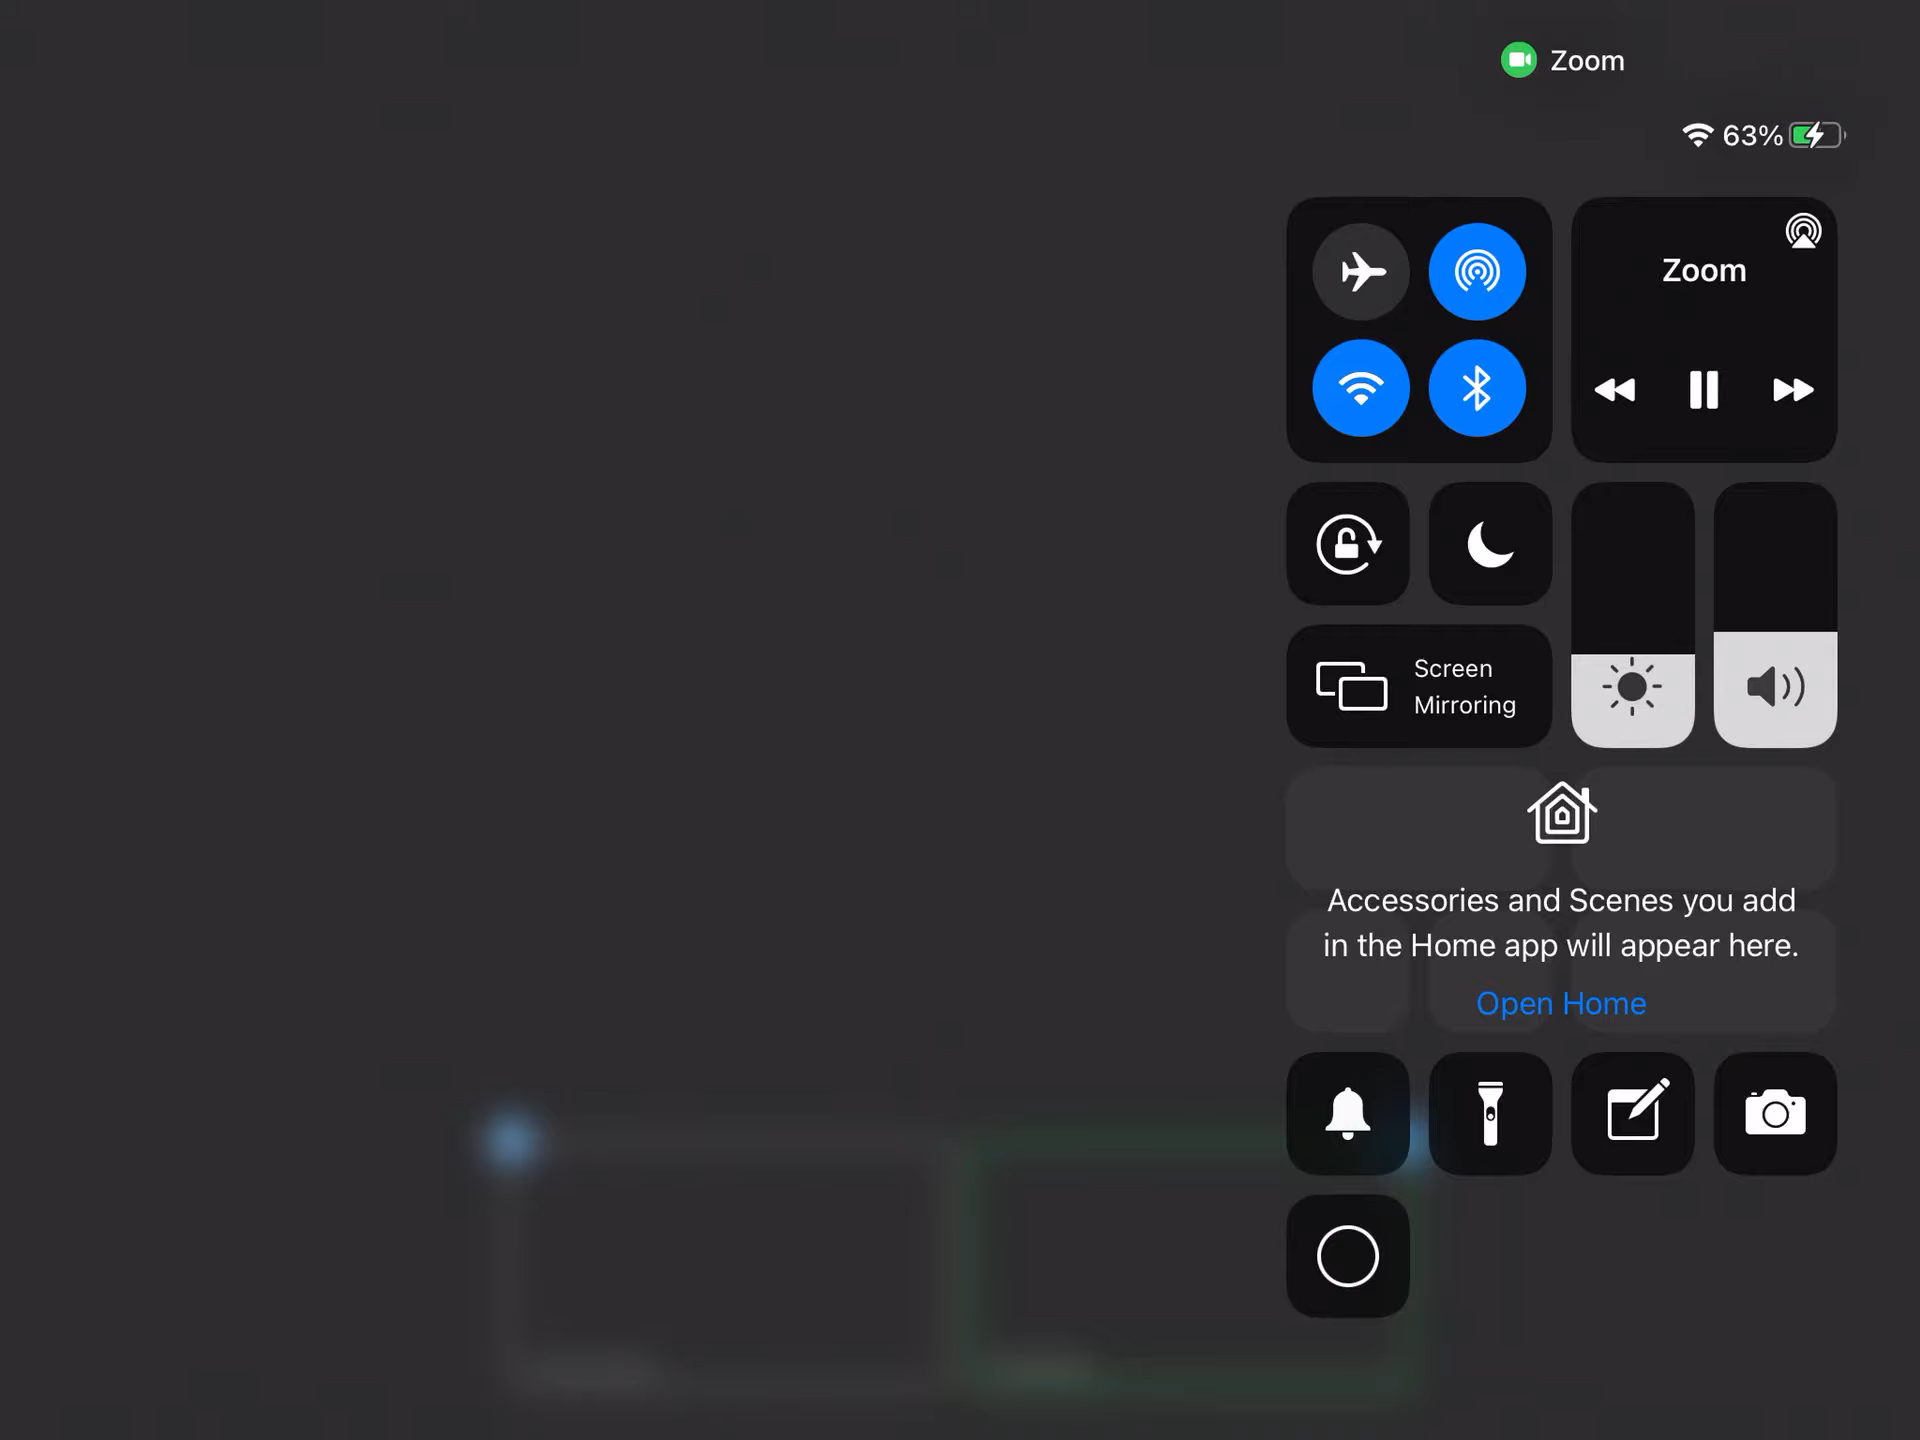 Zoom
63%
Zoom
Screen
Mirroring
Accessories and Scenes you add
in the Home app will appear here.
Open Home